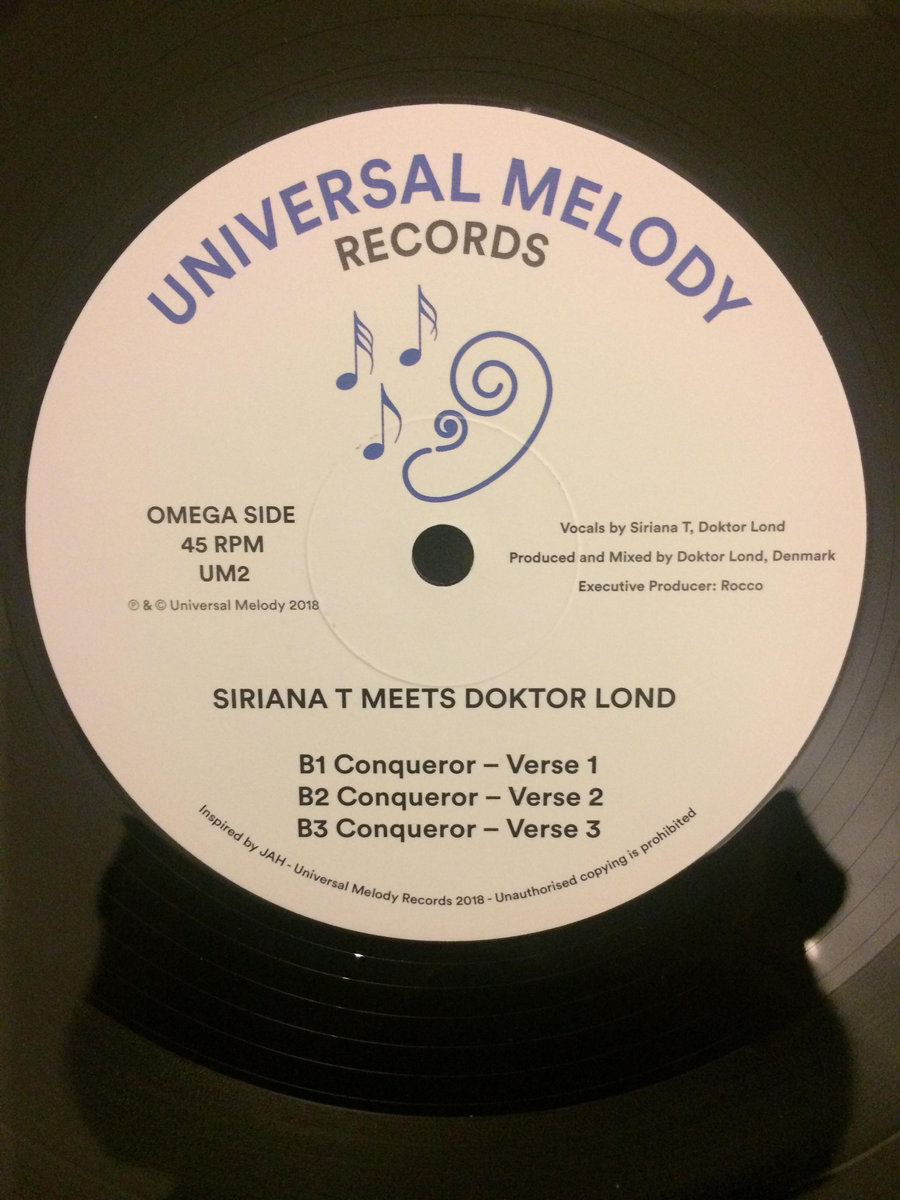 UNIVERSAL MELODY
RECORDS
OMEGA SIDE
45 RPM
UM2
℗ & © Universal Melody 2018
Vocals by Siriana T, Doktor Lond
Produced and Mixed by Doktor Lond, Denmark
Executive Producer: Rocco
SIRIANA T MEETS DOKTOR LOND
B1 Conqueror – Verse 1
B2 Conqueror – Verse 2
B3 Conqueror – Verse 3
Inspired by JAH - Universal Melody Records 2018 - Unauthorised copying is prohibited